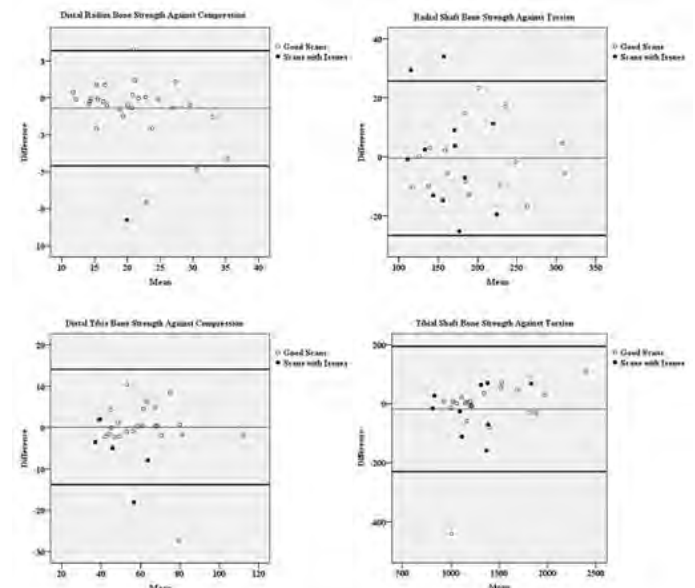 Distal Radius Bone Strength Against Compression
Good Scans
Scans with Issues
Difference
10 15 20 25 30 35 40
Mean
Radial Shaft Bone Strength Against Torsion
Good Scans
Scans with Issues
Difference
40
20
0
-20
100 150 200 250 300 350
Mean
Distal Tibia Bone Strength Against Compression
Good Scans
Scans with Issues
Difference
20
10
0
-10
-20
-30
20 40 60 80 100 120
Mean
Tibial Shaft Bone Strength Against Torsion
Good Scans
Scans with Issues
Difference
200
0
-200
-400
500 1000 1500 2000 2500
Mean